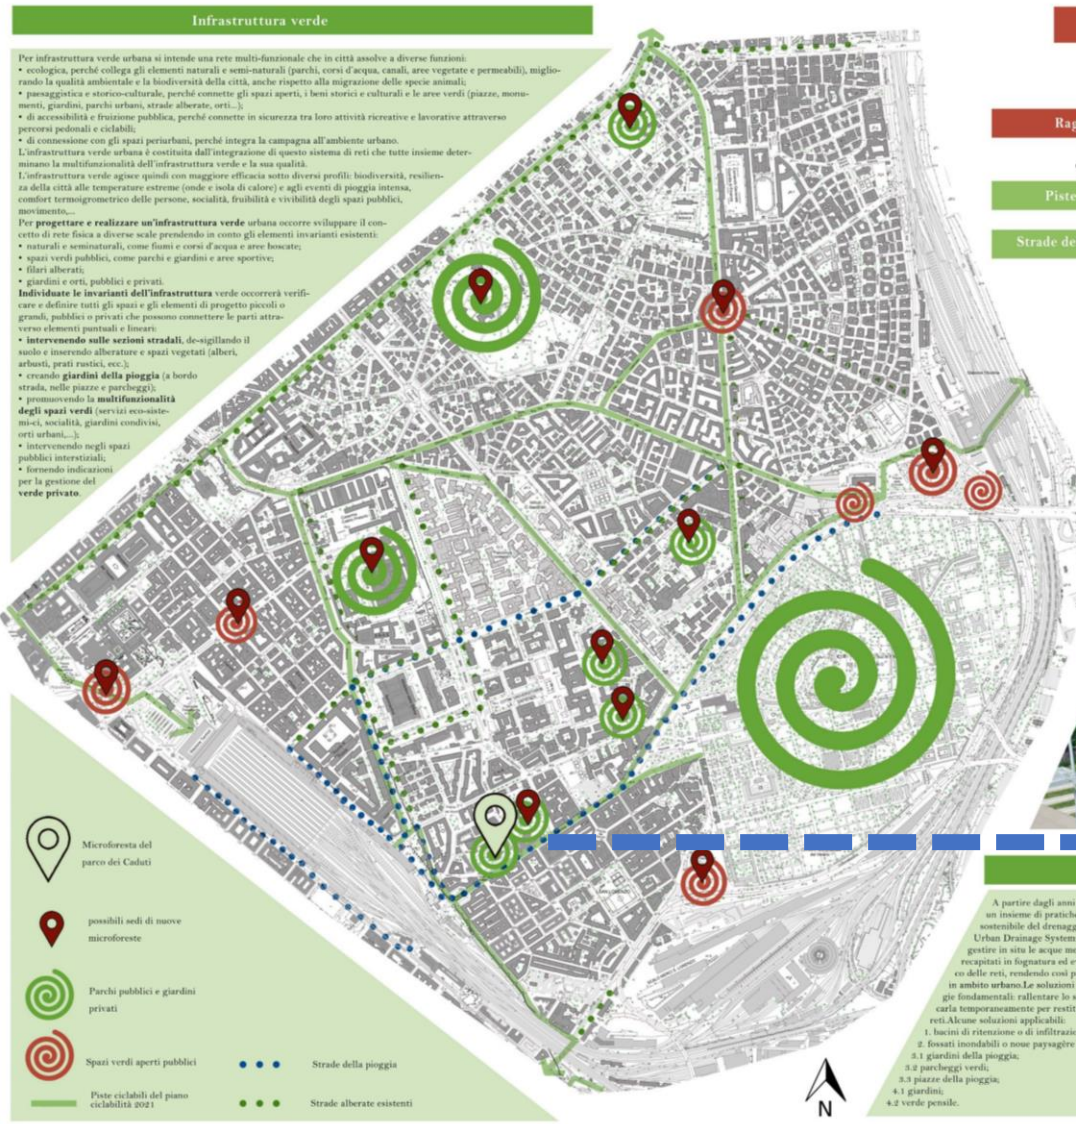 Infrastruttura verde
Per infrastruttura verde urbana si intende una rete multi-funzionale che in città assolve a diverse funzioni:
• ecologica, perché collega gli elementi naturali e semi-naturali (parchi, corsi d'acqua, canali, aree vegetate e permeabili), miglio-
rando la qualità ambientale e la biodiversità della città, anche rispetto alla migrazione delle specie animali;
• paesaggistica e storico-culturale, perché connette gli spazi aperti, i beni storici e culturali e le aree verdi (piazze, monu-
menti, giardini, parchi urbani, strade alberate, orti...);
• di accessibilità e fruizione pubblica, perché connette in sicurezza tra loro attività ricreative e lavorative attraverso
percorsi pedonali e ciclabili;
• di connessione con gli spazi periurbani, perché integra la campagna all'ambiente urbano.
L'infrastruttura verde urbana è costituita dall'integrazione di questo sistema di reti che tutte insieme deter-
minano la multifunzionalità dell'infrastruttura verde e la sua qualità.
L'infrastruttura verde agisce quindi con maggiore efficacia sotto diversi profili: biodiversità, resilien-
za della città alle temperature estreme (onde e isola di calore) e agli eventi di pioggia intensa,
comfort termoigrometrico delle persone, socialità, fruibilità e vivibilità degli spazi pubblici,
movimento,...
Per progettare e realizzare un'infrastruttura verde urbana occorre sviluppare il con-
cetto di rete fisica a diverse scale prendendo in conto gli elementi invarianti esistenti:
• naturali e seminaturali, come fiumi e corsi d'acqua e aree boscate;
• spazi verdi pubblici, come parchi e giardini e aree sportive;
• filari alberati;
• giardini e orti, pubblici e privati.
Individuate le invarianti dell'infrastruttura verde occorrerà verifi-
care e definire tutti gli spazi e gli elementi di progetto piccoli o
grandi, pubblici o privati che possono connettere le parti attra-
verso elementi puntuali e lineari:
• intervenendo sulle sezioni stradali, de-sigillando il
suolo e inserendo alberature e spazi vegetati (alberi,
arbusti, prati rustici, ecc.);
• creando giardini della pioggia (a bordo
strada, nelle piazze e parcheggi);
• promuovendo la multifunzionalità
degli spazi verdi (servizi eco-siste-
mi-ci, socialità, giardini condivisi,
orti urbani,...);
• intervenendo negli spazi
pubblici interstiziali;
• fornendo indicazioni
per la gestione del
verde privato.
Rag
Piste
Strade de
Microforesta del
parco dei Caduti
possibili sedi di nuove
microforeste
Parchi pubblici e giardini
privati
Spazi verdi aperti pubblici
Piste ciclabili del piano
ciclabilità 2021
Strade della pioggia
Strade alberate esistenti
N
A partire dagli anni
un insieme di pratiche
sostenibile del drenagg
Urban Drainage System
gestire in situ le acque me
recapitati in fognatura ed e
co delle reti, rendendo così p
in ambito urbano.Le soluzioni
gie fondamentali: rallentare lo s
carla temporaneamente per restit
reti.Alcune soluzioni applicabili:
1. bacini di ritenzione o di infiltrazio
2. fossati inondabili o noue paysagère
3.1 giardini della pioggia;
3.2 parcheggi verdi;
3.3 piazze della pioggia;
4.1 giardini;
4.2 verde pensile.